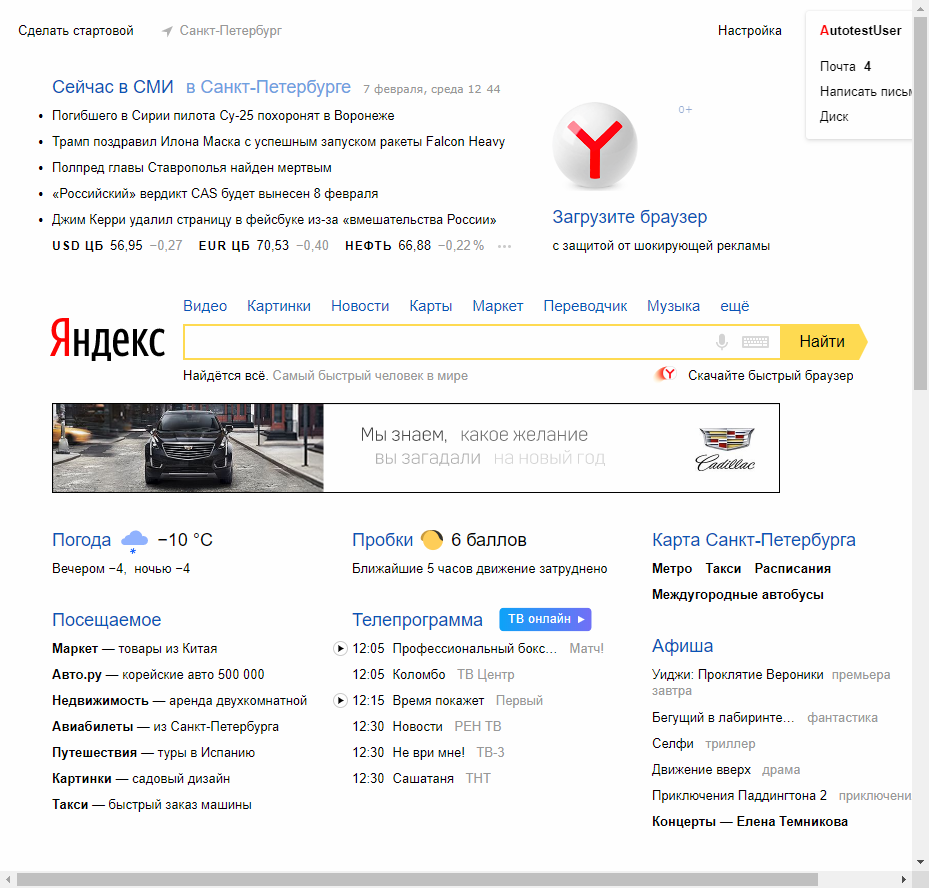 Сделать стартовой Санкт-Петербург Настройка
AutotestUser
Почта 4
Написать письм
Диск
Сейчас в СМИ в Санкт-Петербурге 7 февраля, среда 12 44
Погибшего в Сирии пилота Су-25 похоронят в Воронеже
Трамп поздравил Илона Маска с успешным запуском ракеты Falcon Heavy
Полпред главы Ставрополья найден мертвым
«Российский» вердикт CAS будет вынесен 8 февраля
Джим Керри удалил страницу в фейсбуке из-за «вмешательства России»
USD ЦБ 56,95 −0,27 EUR ЦБ 70,53 −0,40 НЕФТЬ 66,88 −0,22 % ···
0+
Загрузите браузер
с защитой от шокирующей рекламы
Видео Картинки Новости Карты Маркет Переводчик Музыка ещё
Яндекс
Найти
Найдётся всё. Самый быстрый человек в мире
Скачайте быстрый браузер
Мы знаем, какое желание
вы загадали на новый год
Cadillac
Погода −10 °C
Вечером −4, ночью −4
Пробки 6 баллов
Ближайшие 5 часов движение затруднено
Карта Санкт-Петербурга
Метро Такси Расписания
Междугородные автобусы
Посещаемое
Маркет — товары из Китая
Авто.ру — корейские авто 500 000
Недвижимость — аренда двухкомнатной
Авиабилеты — из Санкт-Петербурга
Путешествия — туры в Испанию
Картинки — садовый дизайн
Такси — быстрый заказ машины
Телепрограмма ТВ онлайн
12:05 Профессиональный бокс… Матч!
12:05 Коломбо ТВ Центр
12:15 Время покажет Первый
12:30 Новости РЕН ТВ
12:30 Не ври мне! ТВ-3
12:30 Сашатаня ТНТ
Афиша
Уиджи: Проклятие Вероники премьера
завтра
Бегущий в лабиринте… фантастика
Селфи триллер
Движение вверх драма
Приключения Паддингтона 2 приключени
Концерты — Елена Темникова